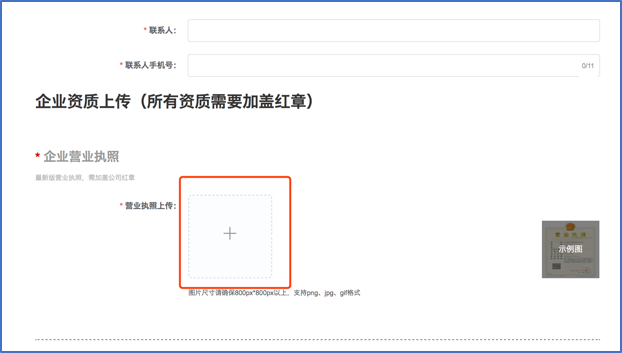 * 联系人：
* 联系人手机号：
0/11
企业资质上传（所有资质需要加盖红章）
* 企业营业执照
最新版营业执照，需加盖公司红章
* 营业执照上传：
营业执照
示例图
图片尺寸请确保800px*800px以上，支持png、jpg、gif格式